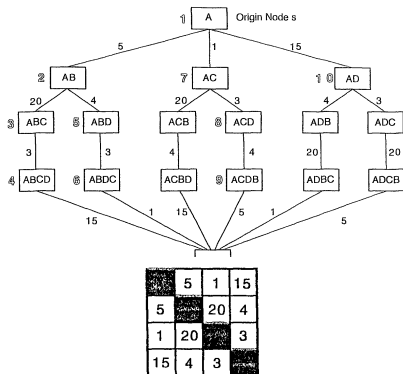 1 A Origin Node s
5 1 15
2 AB 7 AC 10 AD
20 4 20 3 4 3
3 ABC 5 ABD ACB 8 ACD ADB ADC
3 3 4 4 20 20
4 ABCD 6 ABDC ACBD 9 ACDB ADBC ADCB
15 1 15 5 1 5
5 1 15
5 20 4
1 20 3
15 4 3